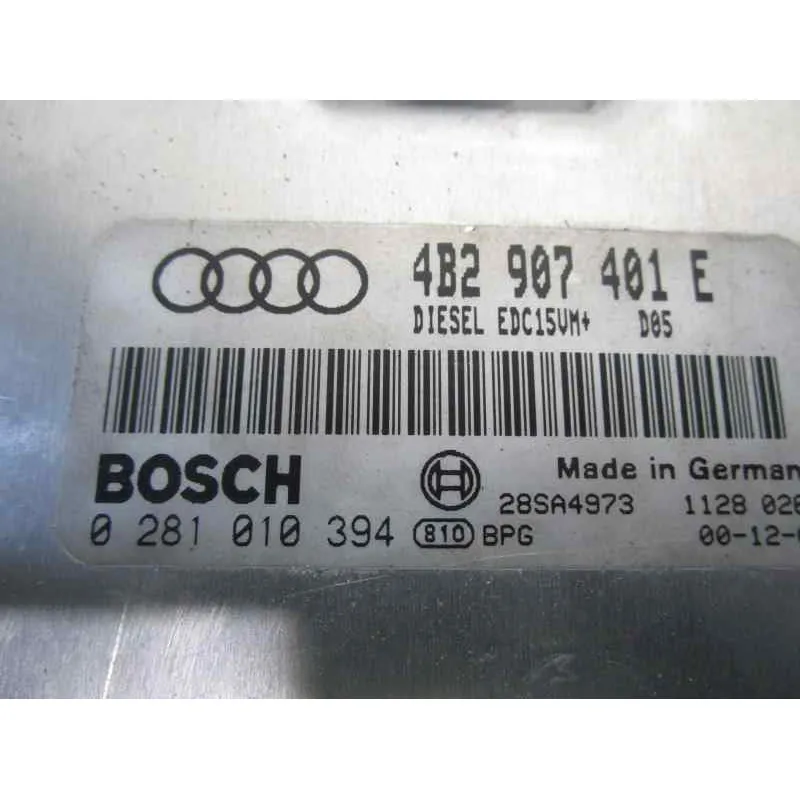 4B2 907 401 E
DIESEL EDC15VM+ D05
BOSCH
Made in German
28SA4973 1128 02
0 281 010 394 810 BPG 00-12-